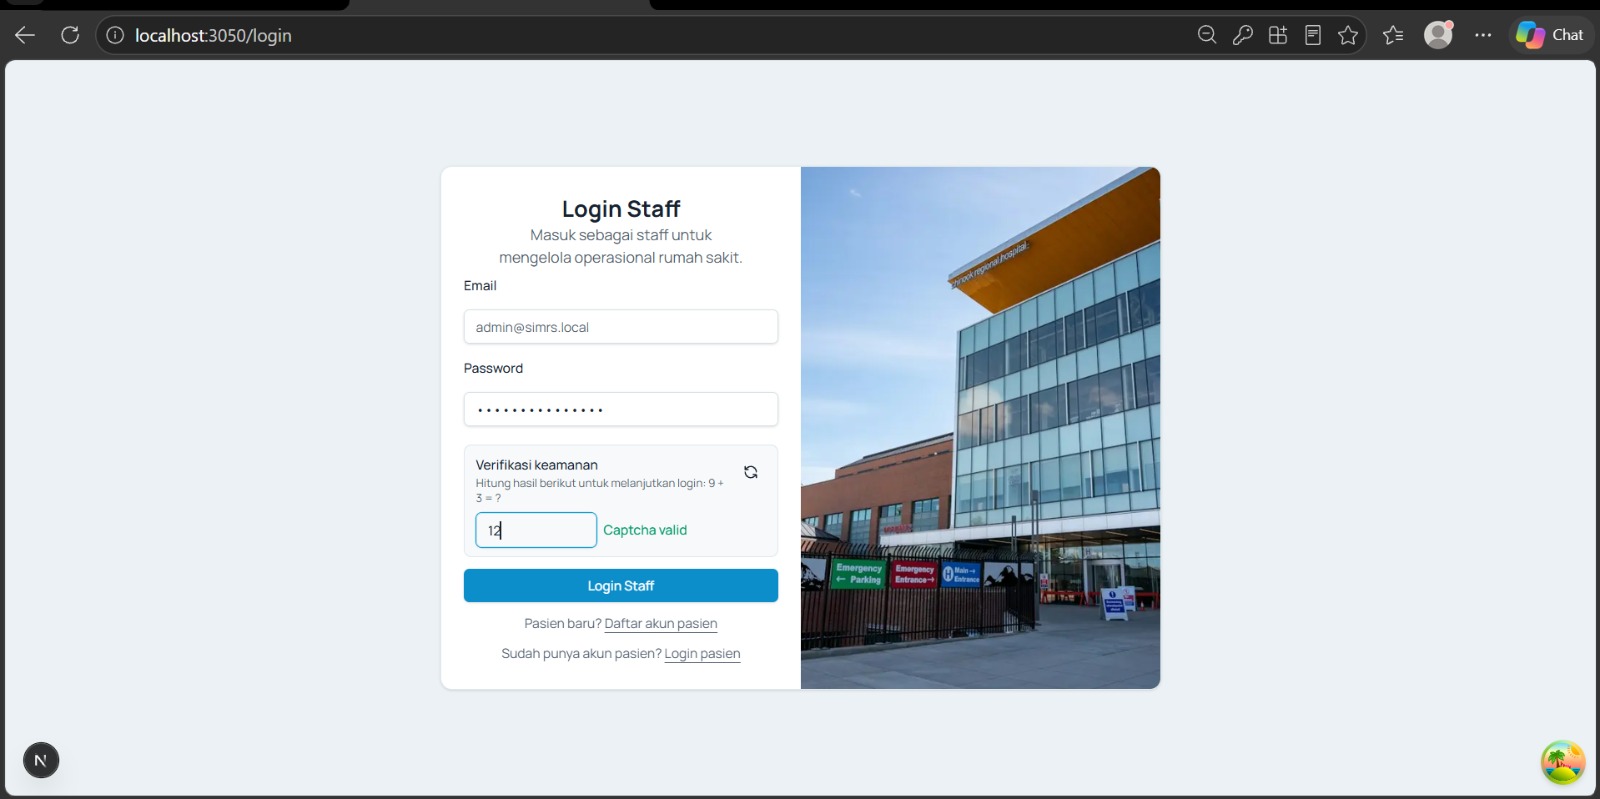 localhost:3050/login
Chat
Login Staff
Masuk sebagai staff untuk
mengelola operasional rumah sakit.
Email
admin@simrs.local
Password
Verifikasi keamanan
Hitung hasil berikut untuk melanjutkan login: 9 +
3 = ?
12
Captcha valid
Login Staff
Pasien baru? Daftar akun pasien
Sudah punya akun pasien? Login pasien
N
regional hospital
Emergency
← Parking
Emergency
Entrance→
H Main→
Entrance